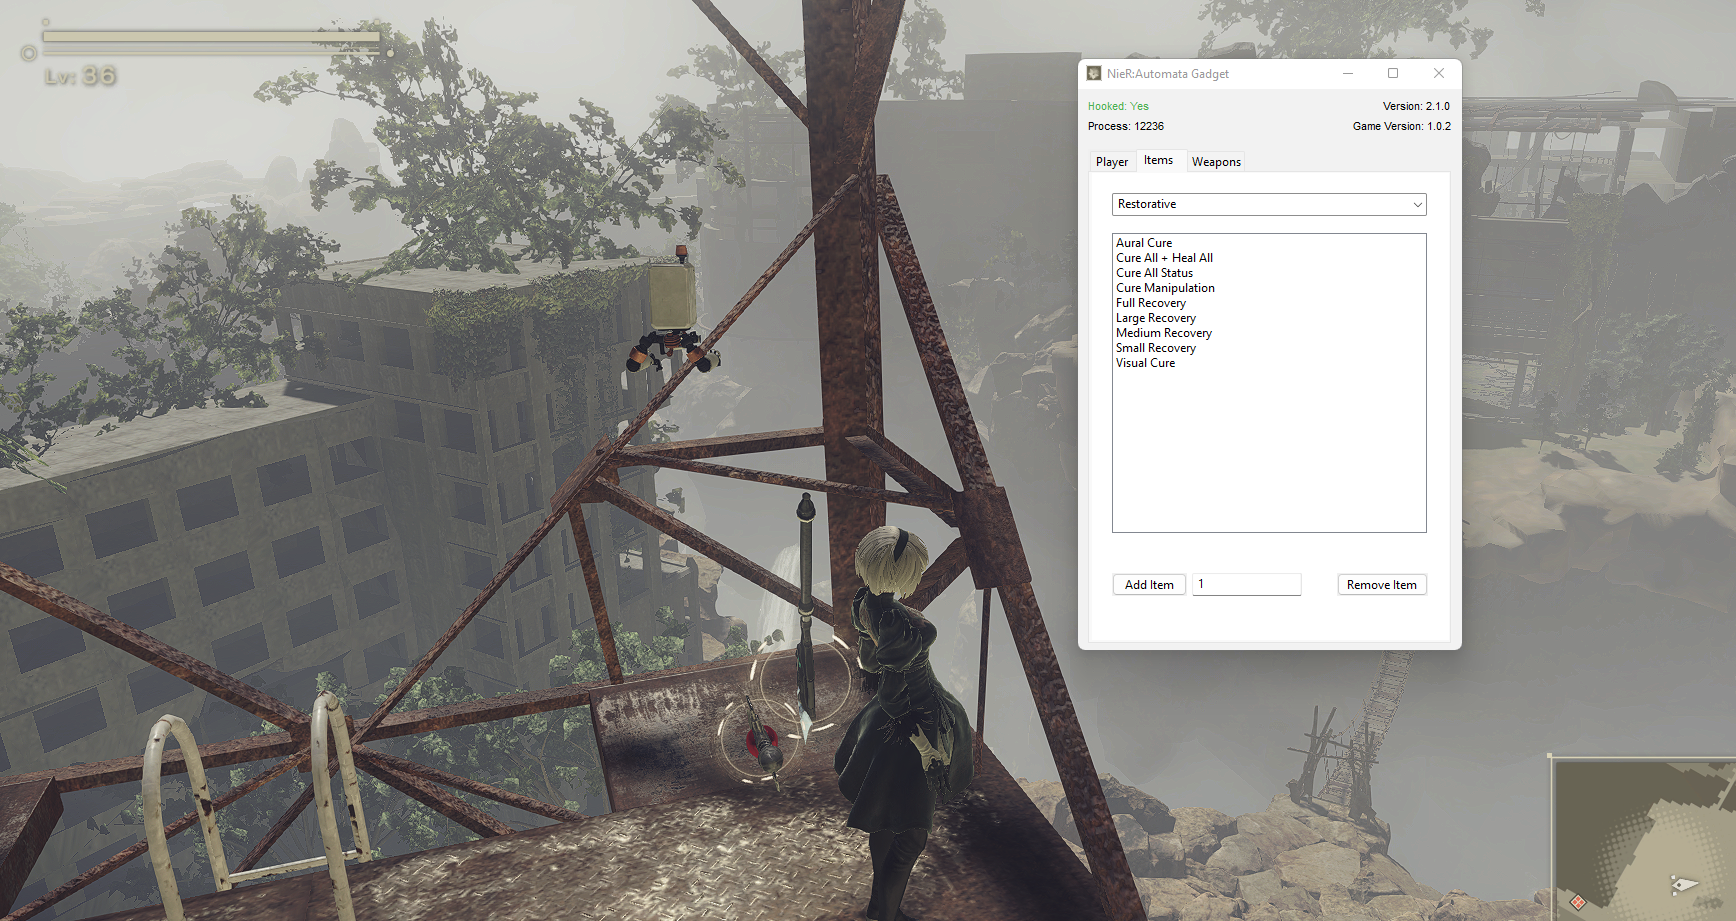 Lv: 36
NieR:Automata Gadget
Hooked: Yes
Version: 2.1.0
Process: 12236
Game Version: 1.0.2
Player
Items
Weapons
Restorative
Aural Cure
Cure All + Heal All
Cure All Status
Cure Manipulation
Full Recovery
Large Recovery
Medium Recovery
Small Recovery
Visual Cure
Add Item
1
Remove Item